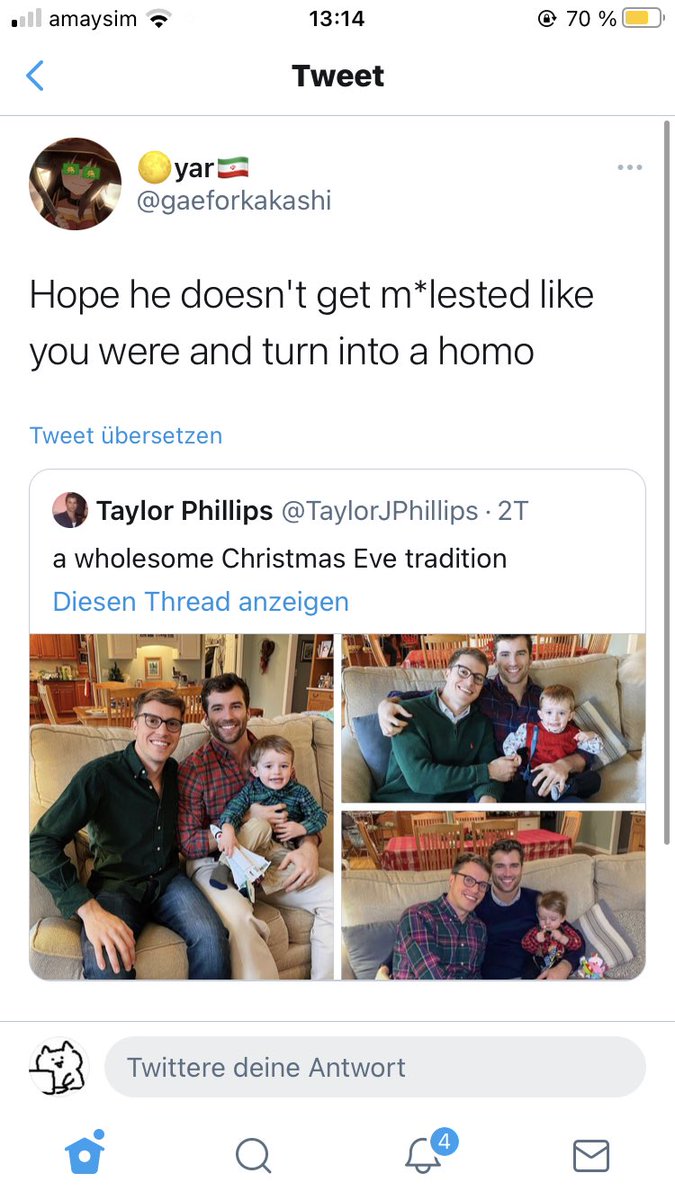 amaysim 13:14 70 %
Tweet
yar
@gaeforkakashi
Hope he doesn't get m*lested like
you were and turn into a homo
Tweet übersetzen
Taylor Phillips @TaylorJPhillips · 2T
a wholesome Christmas Eve tradition
Diesen Thread anzeigen
Twittere deine Antwort
4